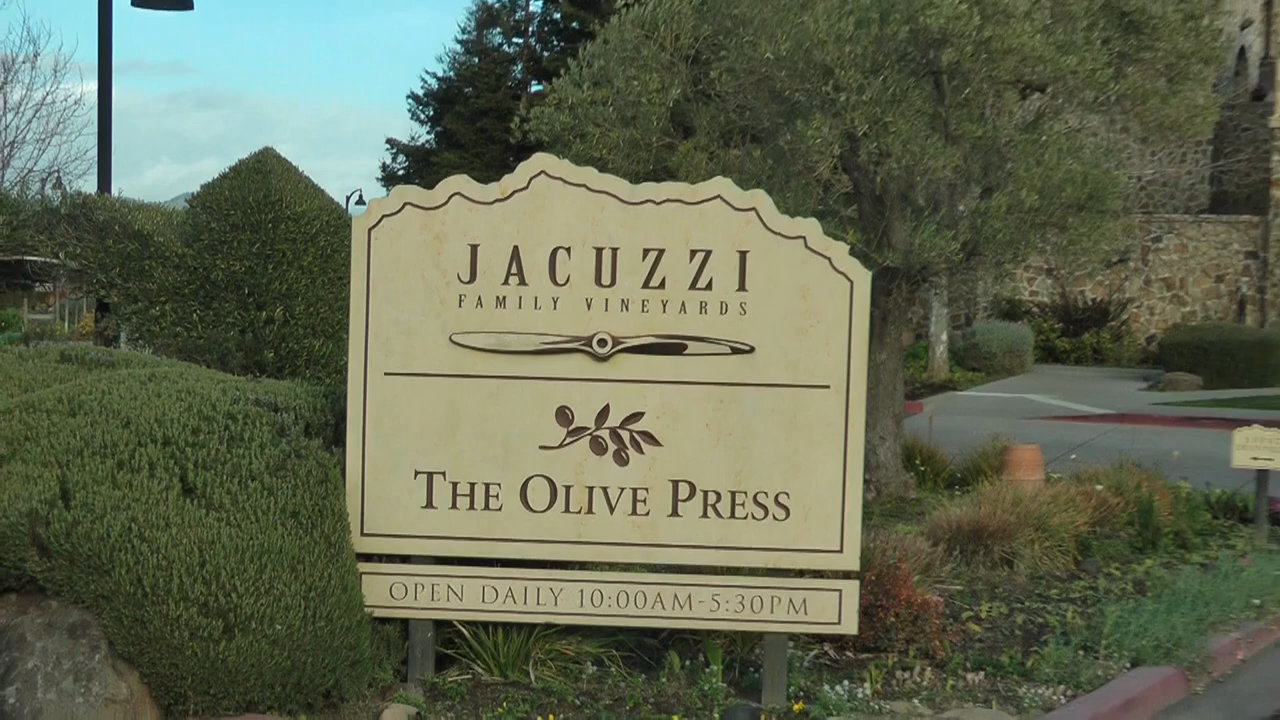 JACUZZI
FAMILY VINEYARDS
THE OLIVE PRESS
OPEN DAILY 10:00AM-5:30PM